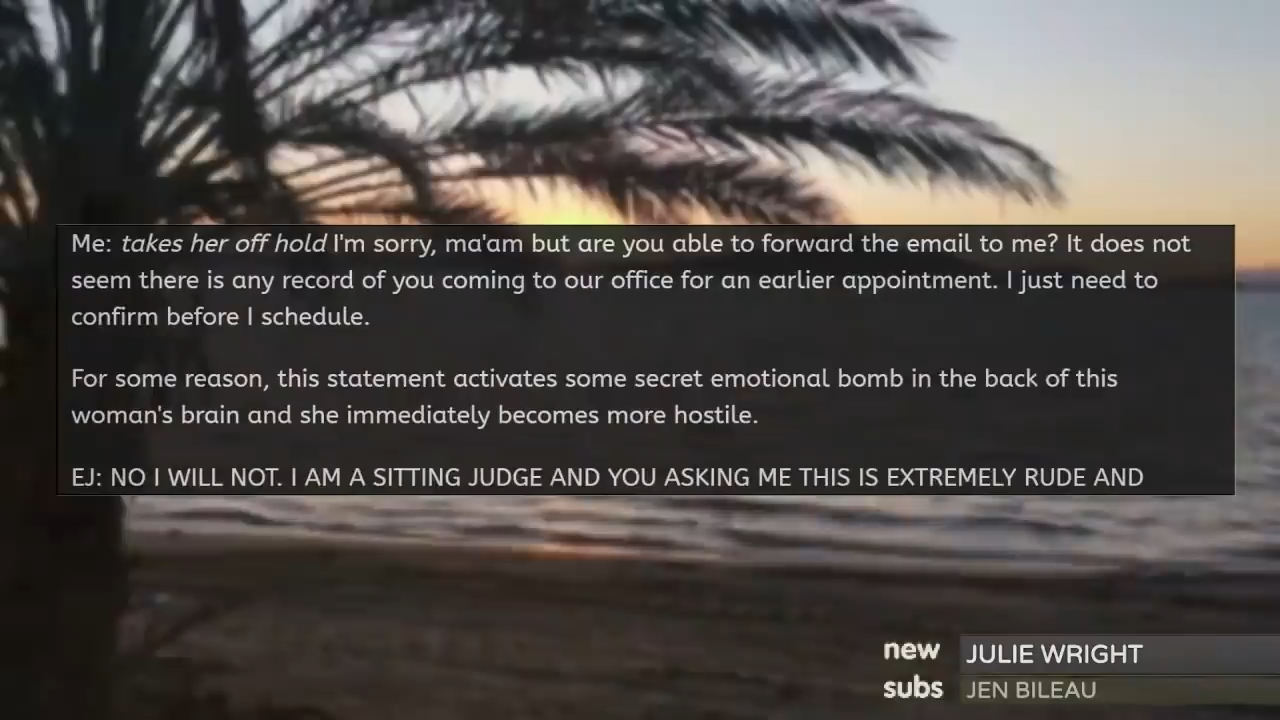 Me: takes her off hold I'm sorry, ma'am but are you able to forward the email to me? It does not
seem there is any record of you coming to our office for an earlier appointment. I just need to
confirm before I schedule.
For some reason, this statement activates some secret emotional bomb in the back of this
woman's brain and she immediately becomes more hostile.
EJ: NO I WILL NOT. I AM A SITTING JUDGE AND YOU ASKING ME THIS IS EXTREMELY RUDE AND
new JULIE WRIGHT
subs JEN BILEAU